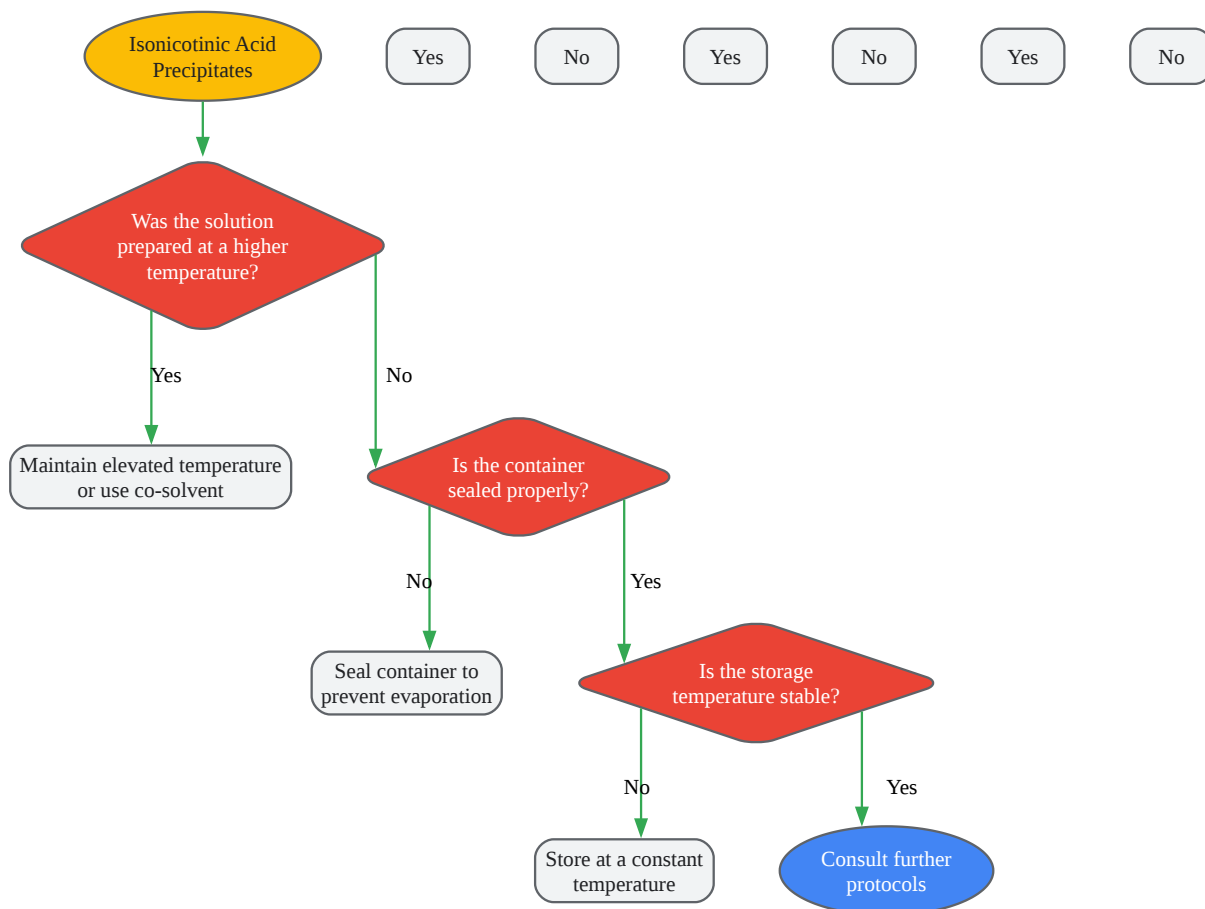 Isonicotinic Acid
Precipitates
Yes
No
Yes
No
Yes
No
Was the solution
prepared at a higher
temperature?
Yes
No
Maintain elevated temperature
or use co-solvent
Is the container
sealed properly?
No
Yes
Seal container to
prevent evaporation
Is the storage
temperature stable?
No
Yes
Store at a constant
temperature
Consult further
protocols